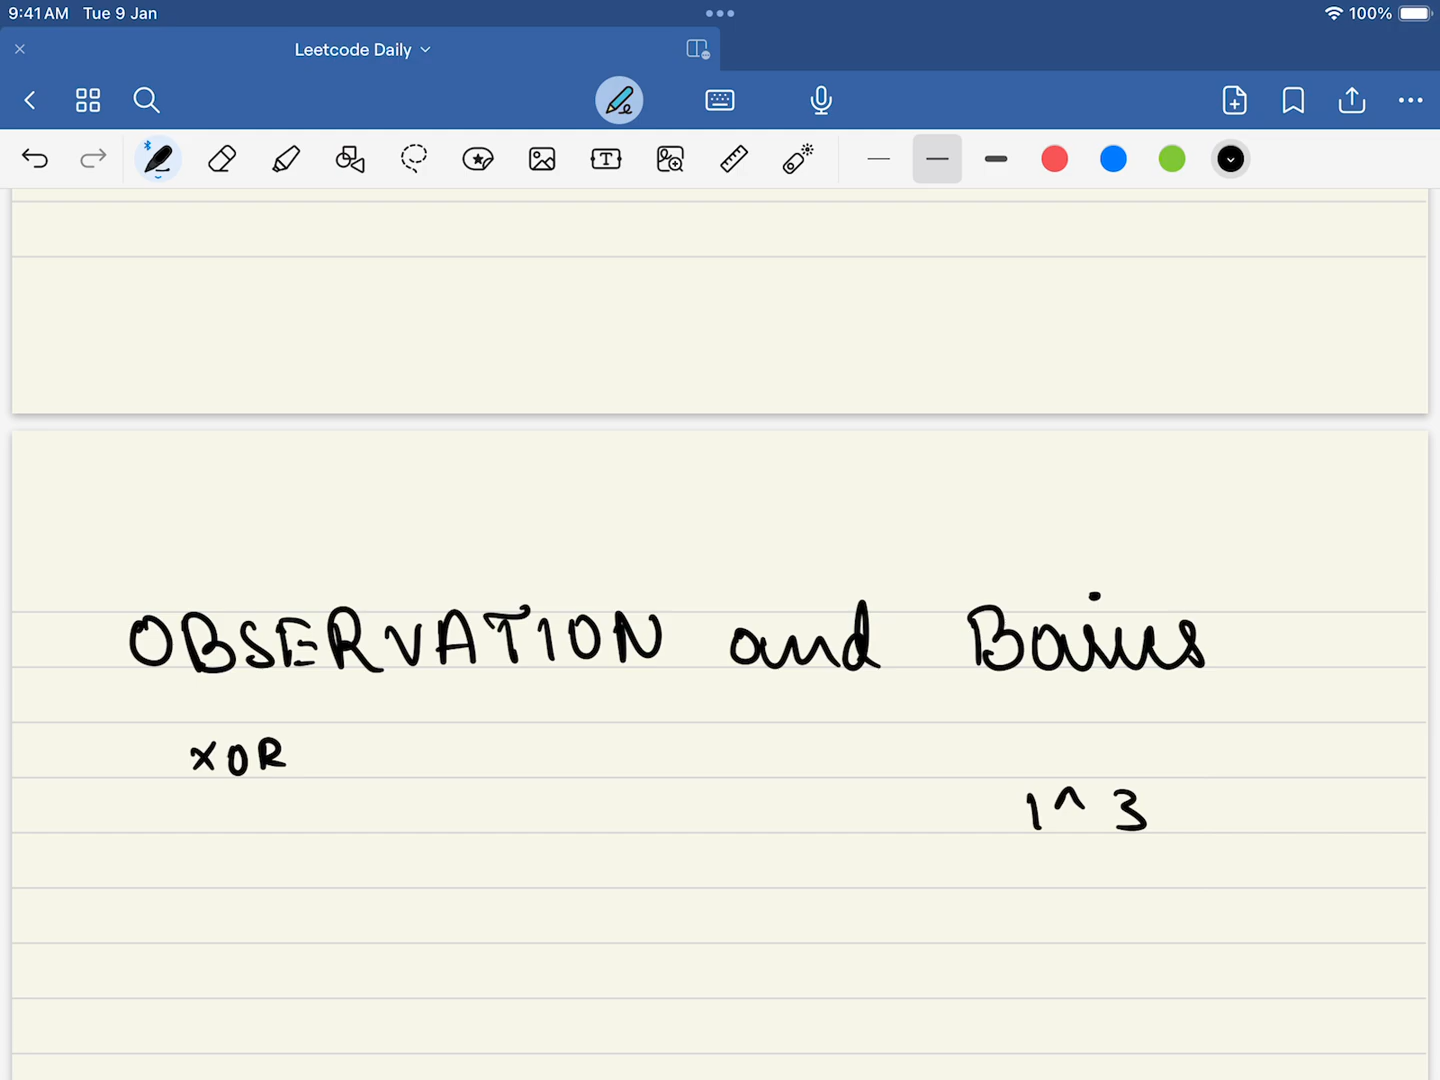 9:41 AM Tue 9 Jan 100%
Leetcode Daily
OBSERVATION and Basics
XOR
1 ^ 3